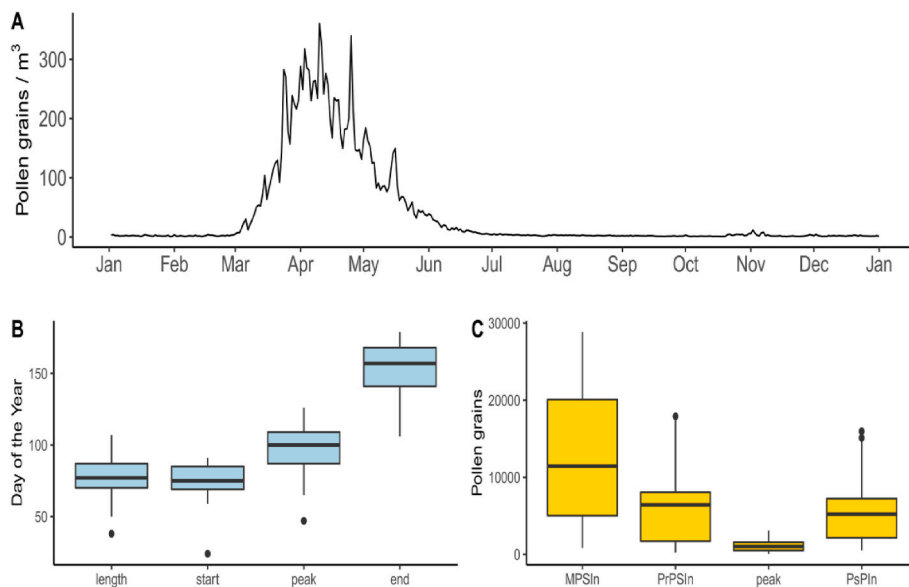 A
Pollen grains / m³
300
200
100
0
Jan Feb Mar Apr May Jun Jul Aug Sep Oct Nov Dec Jan
B
Day of the Year
150
100
50
length start peak end
C
Pollen grains
30000
20000
10000
0
MPSIn PrPSIn peak PsPIn